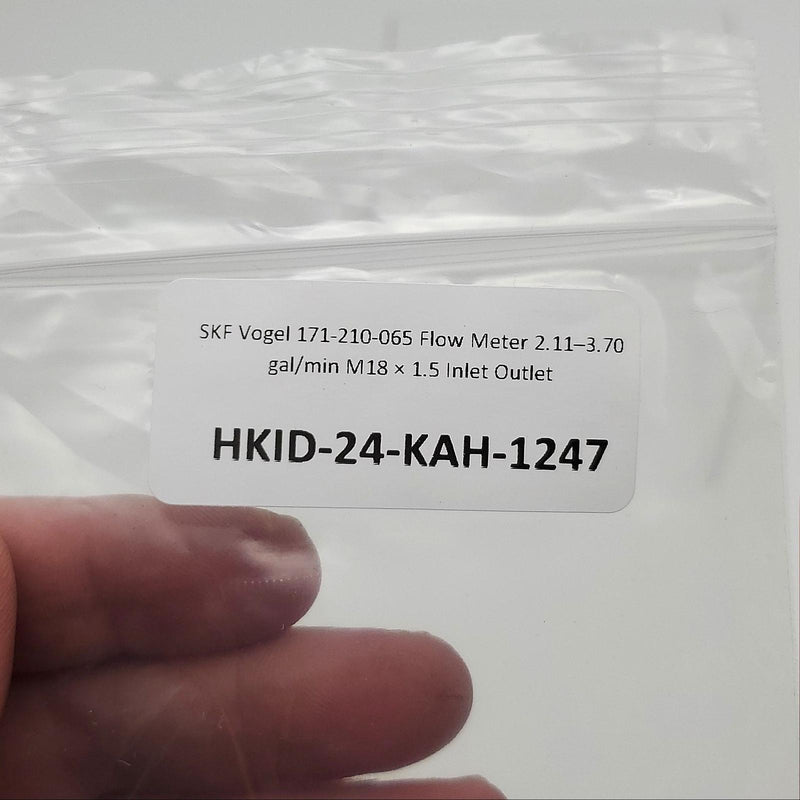 SKF Vogel 171-210-065 Flow Meter 2.11–3.70
gal/min M18 × 1.5 Inlet Outlet
HKID-24-KAH-1247